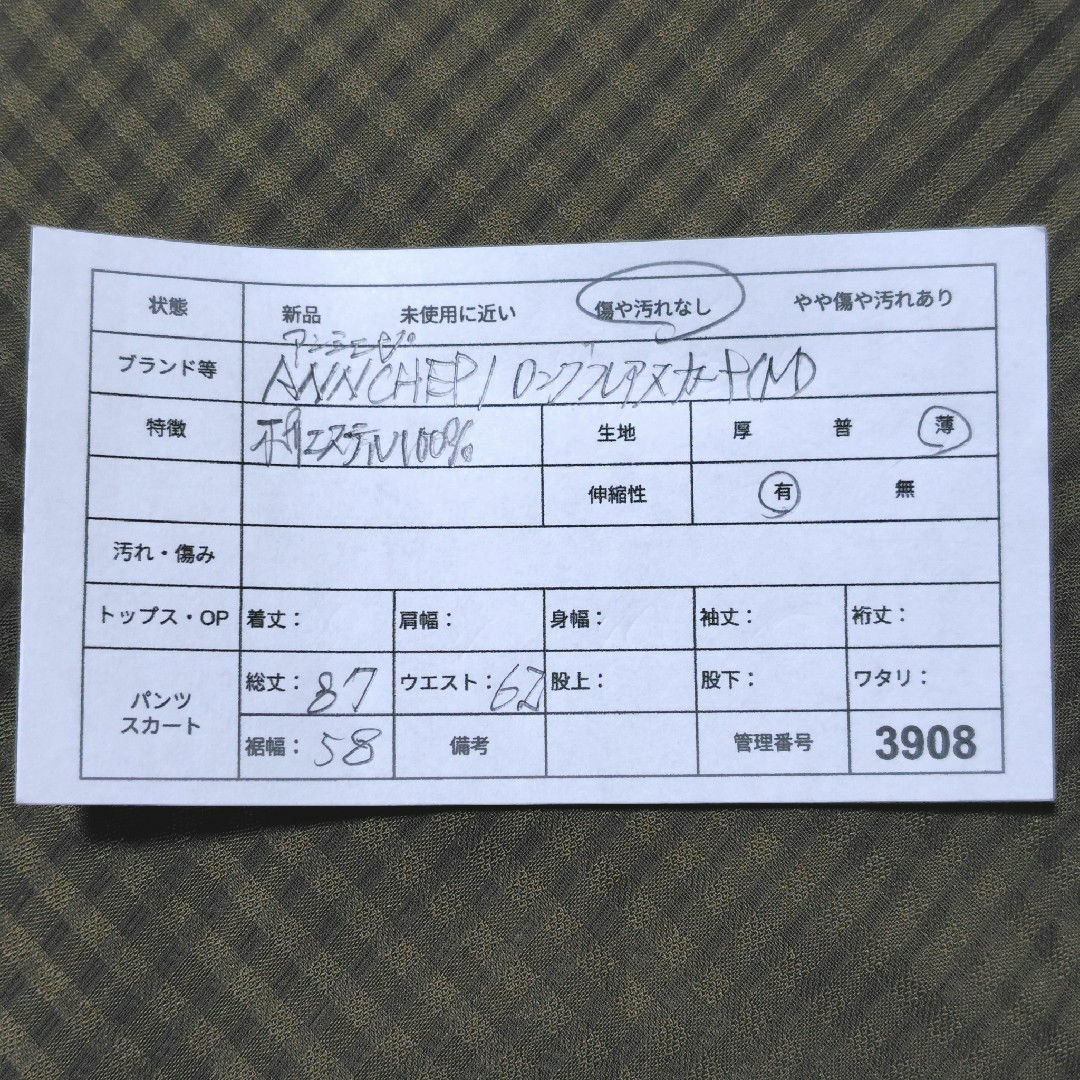 状態 新品 未使用に近い 傷や汚れなし やや傷や汚れあり
アンシェピ
ブランド等 ANNCHEPI ロングフレアスカート(M)
特徴 ポリエステル100% 生地 厚 普 薄
伸縮性 有 無
汚れ・傷み
トップス・OP 着丈: 肩幅: 身幅: 袖丈: 裄丈:
パンツ スカート 総丈:87 ウエスト:62 股上: 股下: ワタリ:
裾幅:58 備考 管理番号 3908